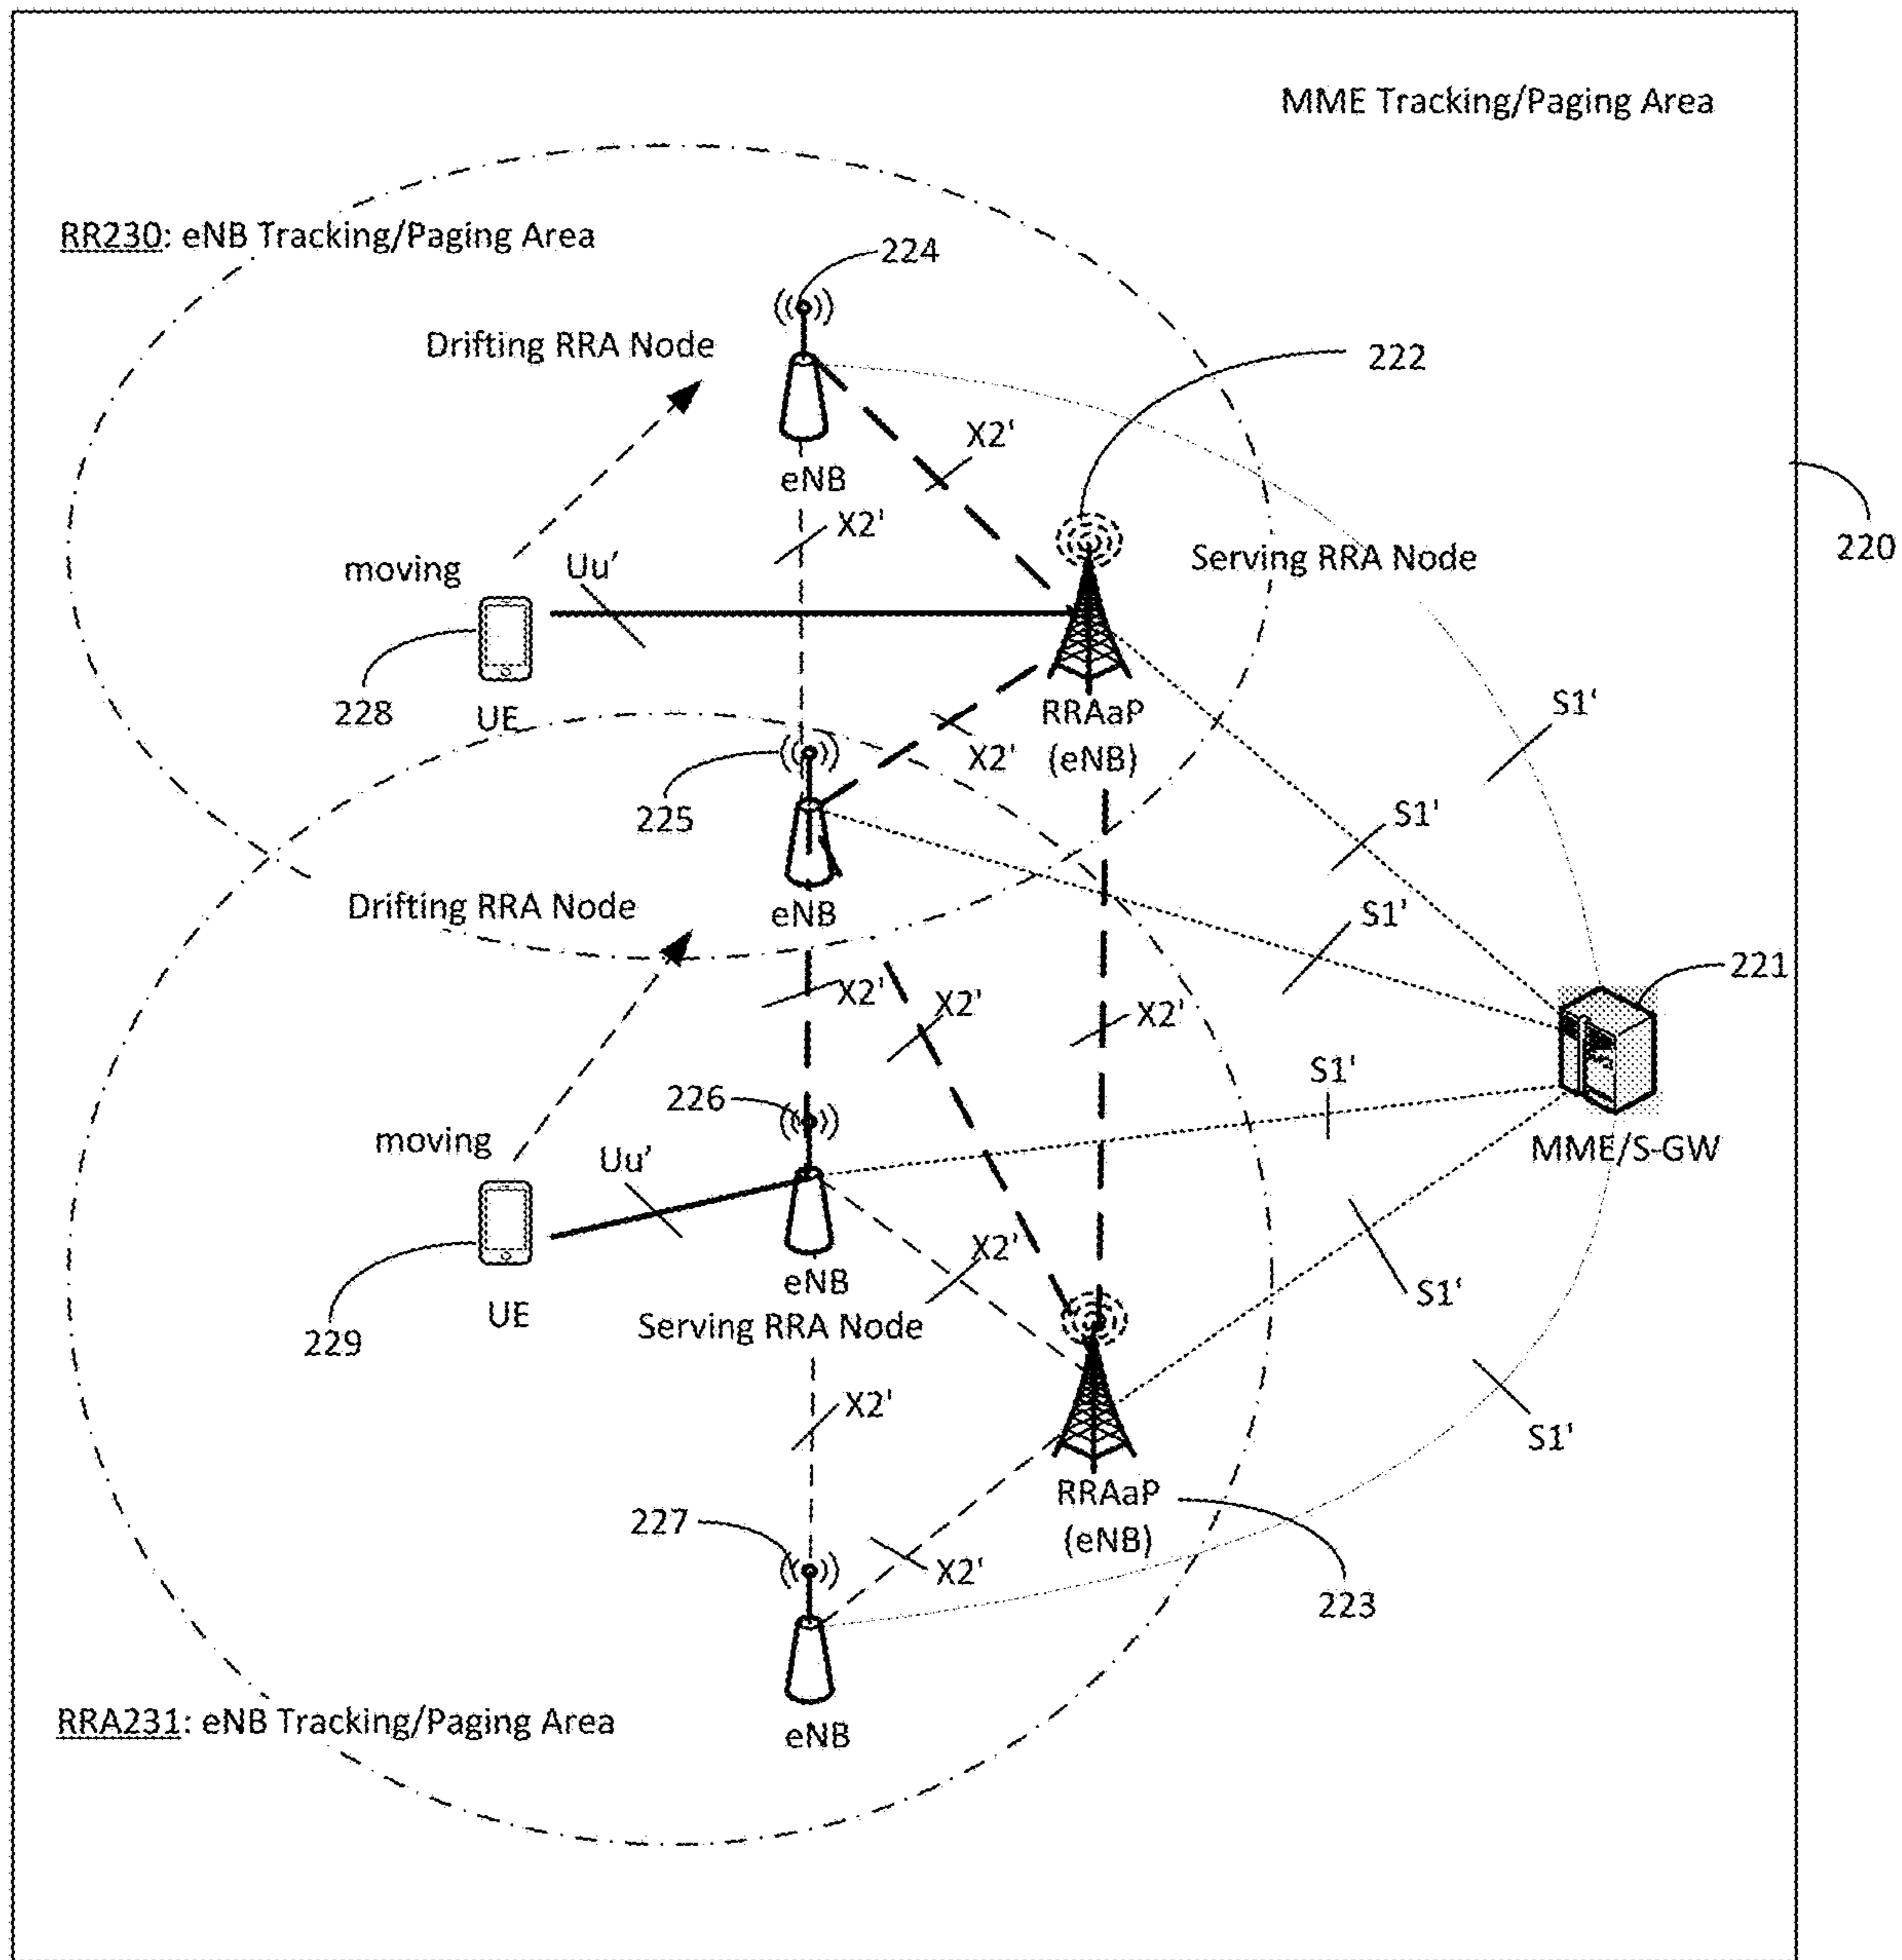 MME Tracking/Paging Area
RR230: eNB Tracking/Paging Area
224
Drifting RRA Node
222
X2'
eNB
X2'
220
Serving RRA Node
moving
Uu'
228
UE
RRAaP
(eNB)
S1'
X2'
225
S1'
eNB
Drifting RRA Node
S1'
221
X2'
X2'
X2'
S1'
226
moving
MME/S-GW
Uu'
X2'
eNB
S1'
UE
Serving RRA Node
229
X2'
S1'
RRAaP
(eNB)
227
X2'
223
RRA231: eNB Tracking/Paging Area
eNB